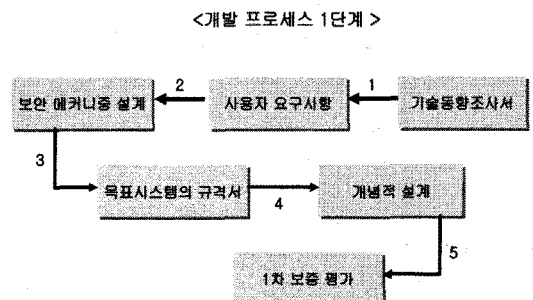 <개발 프로세스 1단계 >
보안 메커니즘 설계
2
사용자 요구사항
1
기술동향조사서
3
목표시스템의 규격서
4
개념적 설계
5
1차 보증 평가